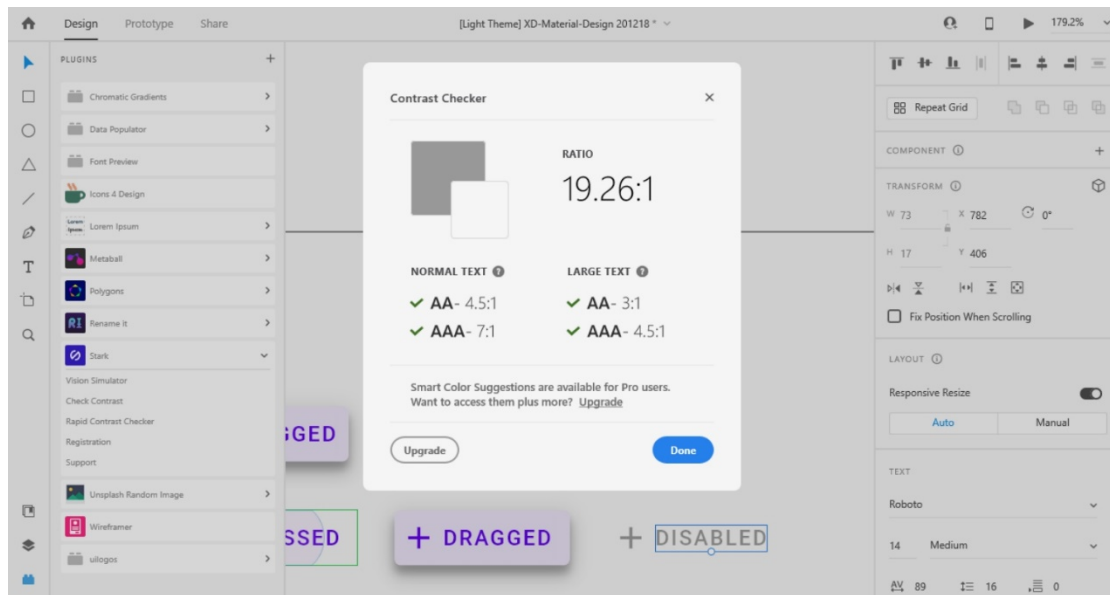 Design Prototype Share [Light Theme] XD-Material-Design 201218 * 179.2%
PLUGINS +
Chromatic Gradients
Data Populator
Font Preview
Icons 4 Design
Lorem Ipsum Lorem Ipsum
Metaball
Polygons
RI Rename It
Stark
Vision Simulator
Check Contrast
Rapid Contrast Checker
Registration
Support
Unsplash Random Image
Wireframer
uilogos
Contrast Checker
RATIO
19.26:1
NORMAL TEXT ?
AA- 4.5:1
AAA- 7:1
LARGE TEXT ?
AA- 3:1
AAA- 4.5:1
Smart Color Suggestions are available for Pro users.
Want to access them plus more? Upgrade
Upgrade Done
GGED
SSED + DRAGGED + DISABLED
Repeat Grid
COMPONENT
TRANSFORM
W 73 X 782 0°
H 17 Y 406
Fix Position When Scrolling
LAYOUT
Responsive Resize
Auto Manual
TEXT
Roboto
14 Medium
AV 89 16 0